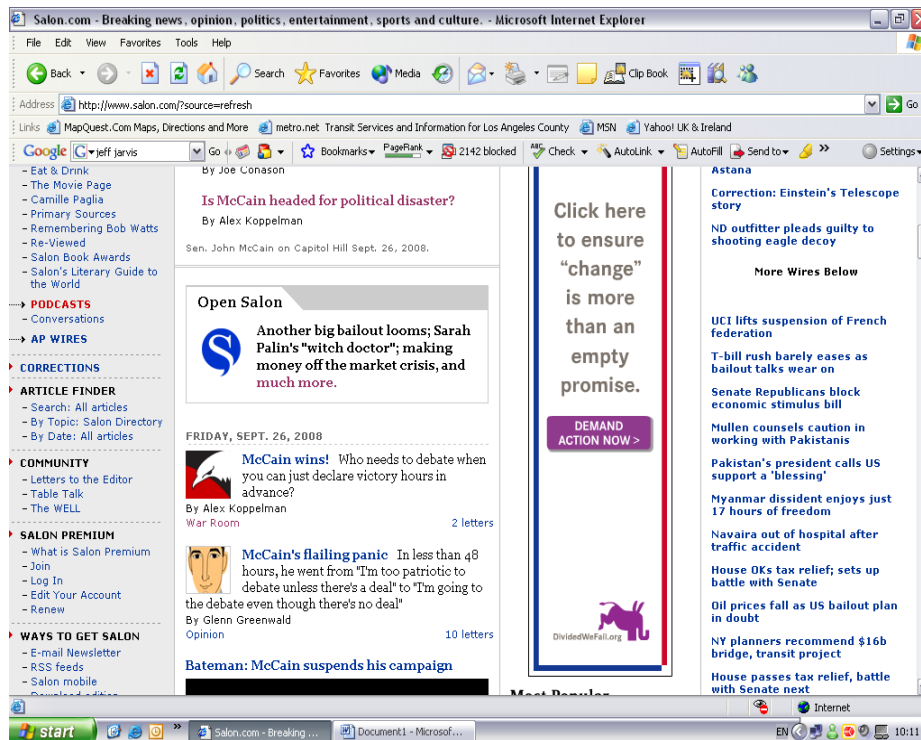 Salon.com - Breaking news, opinion, politics, entertainment, sports and culture. - Microsoft Internet Explorer
File Edit View Favorites Tools Help
Back Search Favorites Media Clip Book
Address http://www.salon.com/?source=refresh Go
Links MapQuest.Com Maps, Directions and More metro.net Transit Services and Information for Los Angeles County MSN Yahoo! UK & Ireland
Google G jeff jarvis Go Bookmarks PageRank 2142 blocked ABC Check AutoLink AutoFill Send to » Settings
- Eat & Drink
- The Movie Page
- Camille Paglia
- Primary Sources
- Remembering Bob Watts
- Re-Viewed
- Salon Book Awards
- Salon's Literary Guide to
the World
PODCASTS
- Conversations
AP WIRES
CORRECTIONS
ARTICLE FINDER
- Search: All articles
- By Topic: Salon Directory
- By Date: All articles
COMMUNITY
- Letters to the Editor
- Table Talk
- The WELL
SALON PREMIUM
- What is Salon Premium
- Join
- Log In
- Edit Your Account
- Renew
WAYS TO GET SALON
- E-mail Newsletter
- RSS feeds
- Salon mobile
- Download edition
By Joe Conason
Is McCain headed for political disaster?
By Alex Koppelman
Sen. John McCain on Capitol Hill Sept. 26, 2008.
Open Salon
S
Another big bailout looms; Sarah
Palin's "witch doctor"; making
money off the market crisis, and
much more.
FRIDAY, SEPT. 26, 2008
McCain wins! Who needs to debate when
you can just declare victory hours in
advance?
By Alex Koppelman
War Room 2 letters
McCain's flailing panic In less than 48
hours, he went from "I'm too patriotic to
debate unless there's a deal" to "I'm going to
the debate even though there's no deal"
By Glenn Greenwald
Opinion 10 letters
Bateman: McCain suspends his campaign
Click here
to ensure
“change”
is more
than an
empty
promise.
DEMAND
ACTION NOW >
DividedWeFail.org
Most Popular
Astana
Correction: Einstein's Telescope
story
ND outfitter pleads guilty to
shooting eagle decoy
More Wires Below
UCI lifts suspension of French
federation
T-bill rush barely eases as
bailout talks wear on
Senate Republicans block
economic stimulus bill
Mullen counsels caution in
working with Pakistanis
Pakistan's president calls US
support a 'blessing'
Myanmar dissident enjoys just
17 hours of freedom
Navaira out of hospital after
traffic accident
House OKs tax relief; sets up
battle with Senate
Oil prices fall as US bailout plan
in doubt
NY planners recommend $16b
bridge, transit project
House passes tax relief, battle
with Senate next
Internet
start » Salon.com - Breaking ... Document1 - Microsof... EN 10:11